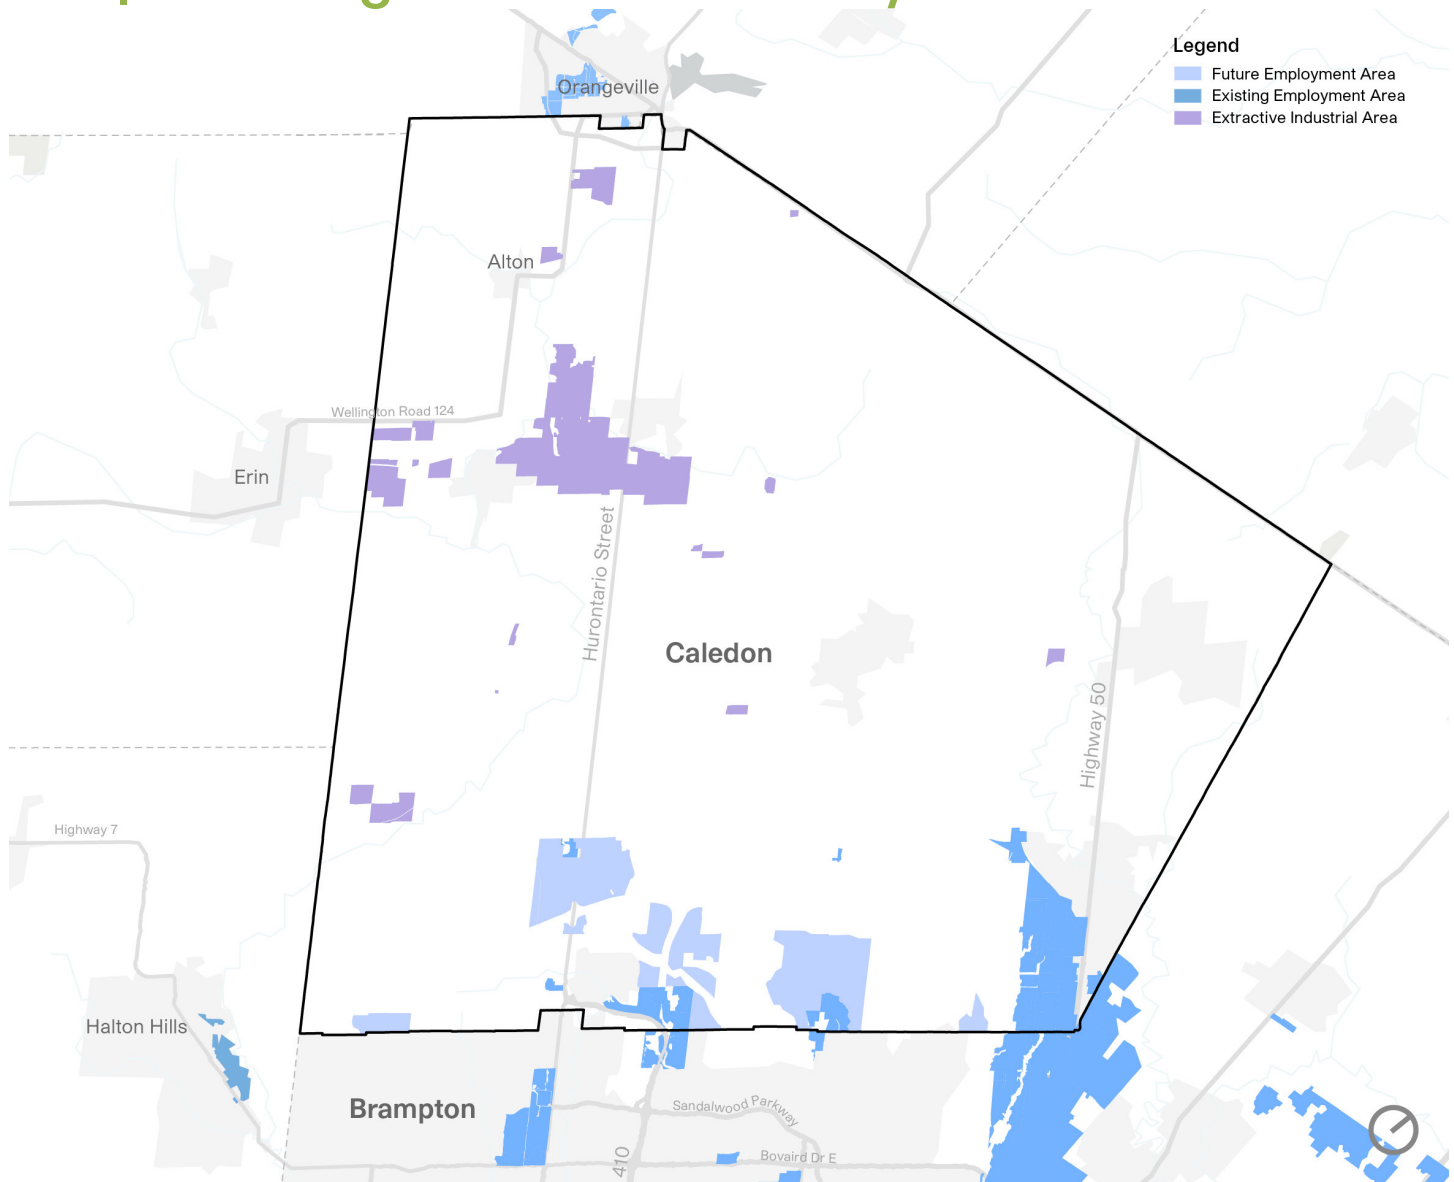 Legend
Future Employment Area
Existing Employment Area
Extractive Industrial Area
Orangeville
Alton
Wellington Road 124
Erin
Hurontario Street
Caledon
Highway 50
Highway 7
Halton Hills
Brampton
Sandalwood Parkway
410
Bovaird Dr E